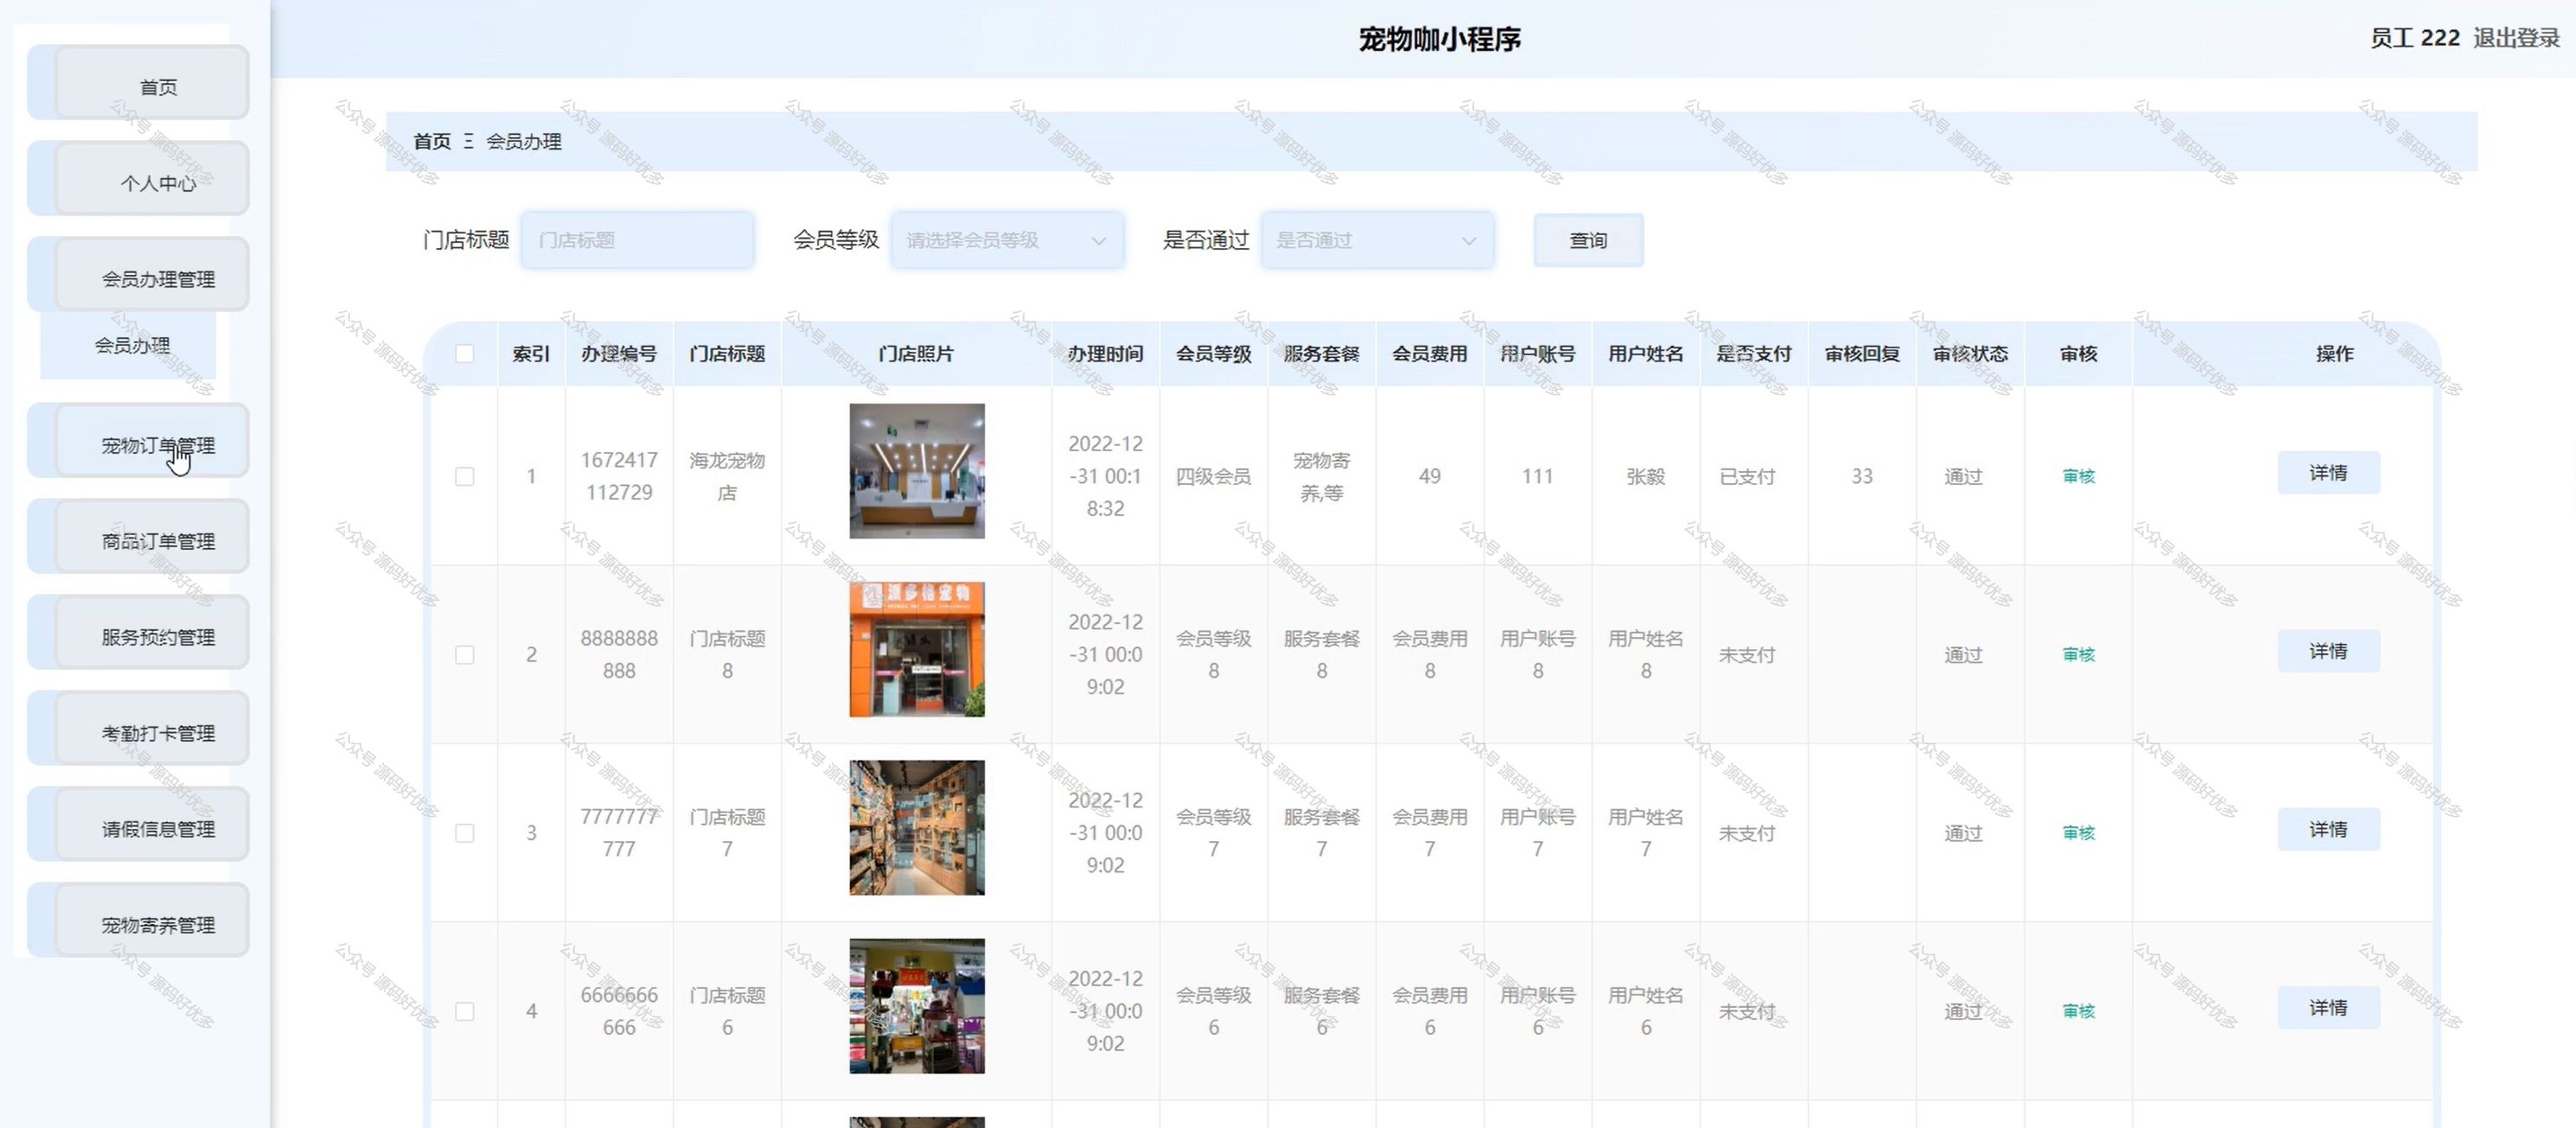 宠物咖小程序
员工 222 退出登录
首页
个人中心
会员办理管理
会员办理
宠物订单管理
商品订单管理
服务预约管理
考勤打卡管理
请假信息管理
宠物寄养管理
首页 Ξ 会员办理
门店标题 门店标题 会员等级 请选择会员等级 是否通过 是否通过 查询
索引 办理编号 门店标题 门店照片 办理时间 会员等级 服务套餐 会员费用 用户账号 用户姓名 是否支付 审核回复 审核状态 审核 操作
1 1672417112729 海龙宠物店 2022-12-31 00:18:32 四级会员 宠物寄养,等 49 111 张毅 已支付 33 通过 审核 详情
2 8888888888 门店标题8 2022-12-31 00:09:02 会员等级8 服务套餐8 会员费用8 用户账号8 用户姓名8 未支付 通过 审核 详情
3 7777777777 门店标题7 2022-12-31 00:09:02 会员等级7 服务套餐7 会员费用7 用户账号7 用户姓名7 未支付 通过 审核 详情
4 6666666666 门店标题6 2022-12-31 00:09:02 会员等级6 服务套餐6 会员费用6 用户账号6 用户姓名6 未支付 通过 审核 详情
公众号 源码好优多